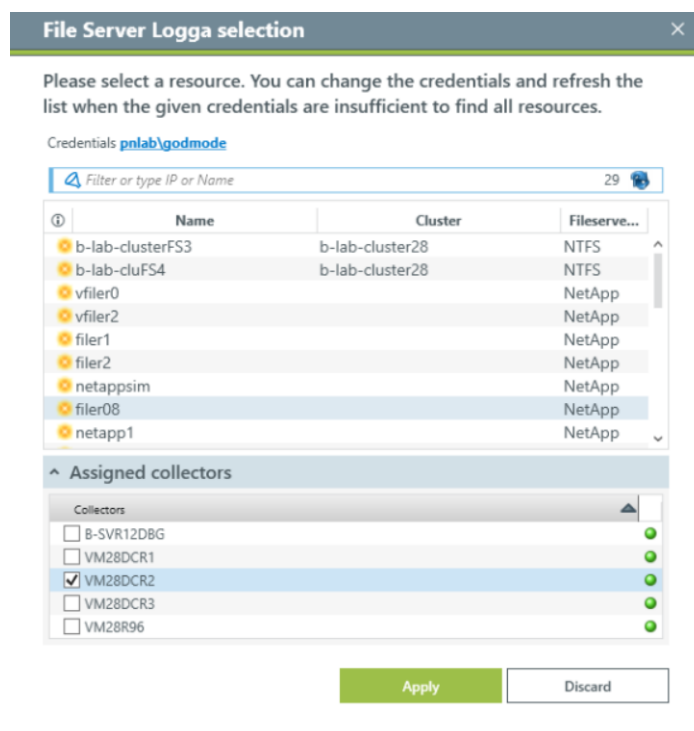 File Server Logga selection
Please select a resource. You can change the credentials and refresh the
list when the given credentials are insufficient to find all resources.
Credentials pnlab\godmode
Filter or type IP or Name 29
Name Cluster Fileserve...
b-lab-clusterFS3 b-lab-cluster28 NTFS
b-lab-cluFS4 b-lab-cluster28 NTFS
vfiler0 NetApp
vfiler2 NetApp
filer1 NetApp
filer2 NetApp
netappsim NetApp
filer08 NetApp
netapp1 NetApp
Assigned collectors
Collectors
B-SVR12DBG
VM28DCR1
VM28DCR2
VM28DCR3
VM28R96
Apply Discard